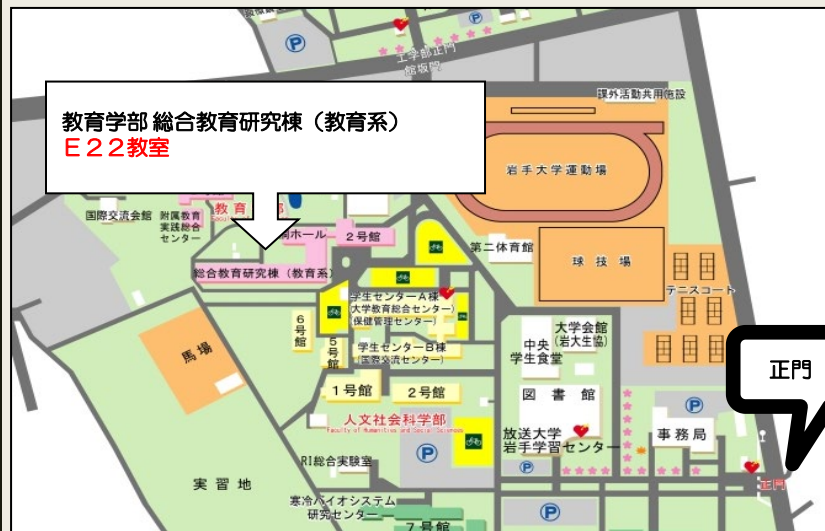 P
工学部正門
館坂門
課外活動共用施設
教育学部 総合教育研究棟（教育系）
E２２教室
岩手大学運動場
国際交流会館
附属教育
実践総合
センター
教育
部
ホール
2号館
第二体育館
球技場
総合教育研究棟（教育系）
テニスコート
学生センターA棟
(大学教育総合センター)
(保健管理センター)
6号館
5号館
学生センターB棟
(国際交流センター)
馬場
中央
学生食堂
大学会館
(岩大生協)
正門
1号館
2号館
図書館
P
人文社会科学部
Faculty of Humanities and Social Sciences
放送大学
岩手学習センター
事務局
P
P
RI総合実験室
正門
実習地
寒冷バイオシステム
研究センター
7号館
P